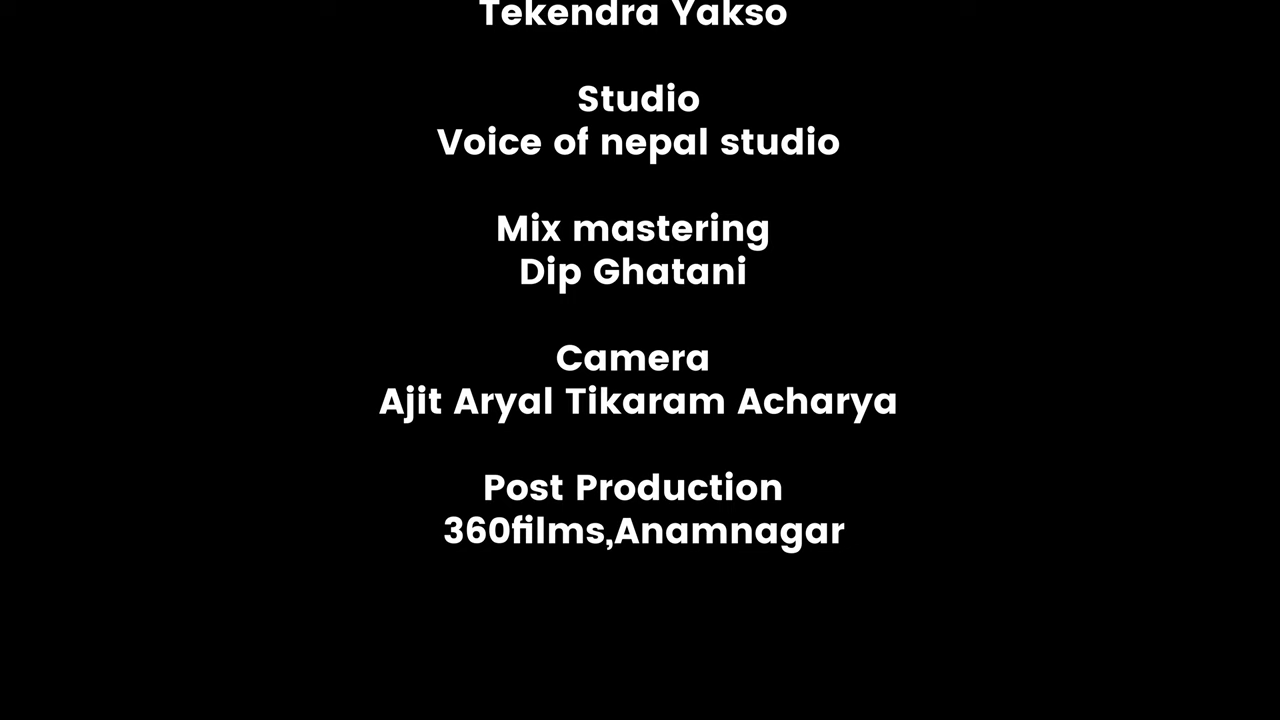 Tekendra Yakso
Studio
Voice of nepal studio
Mix mastering
Dip Ghatani
Camera
Ajit Aryal Tikaram Acharya
Post Production
360films,Anamnagar